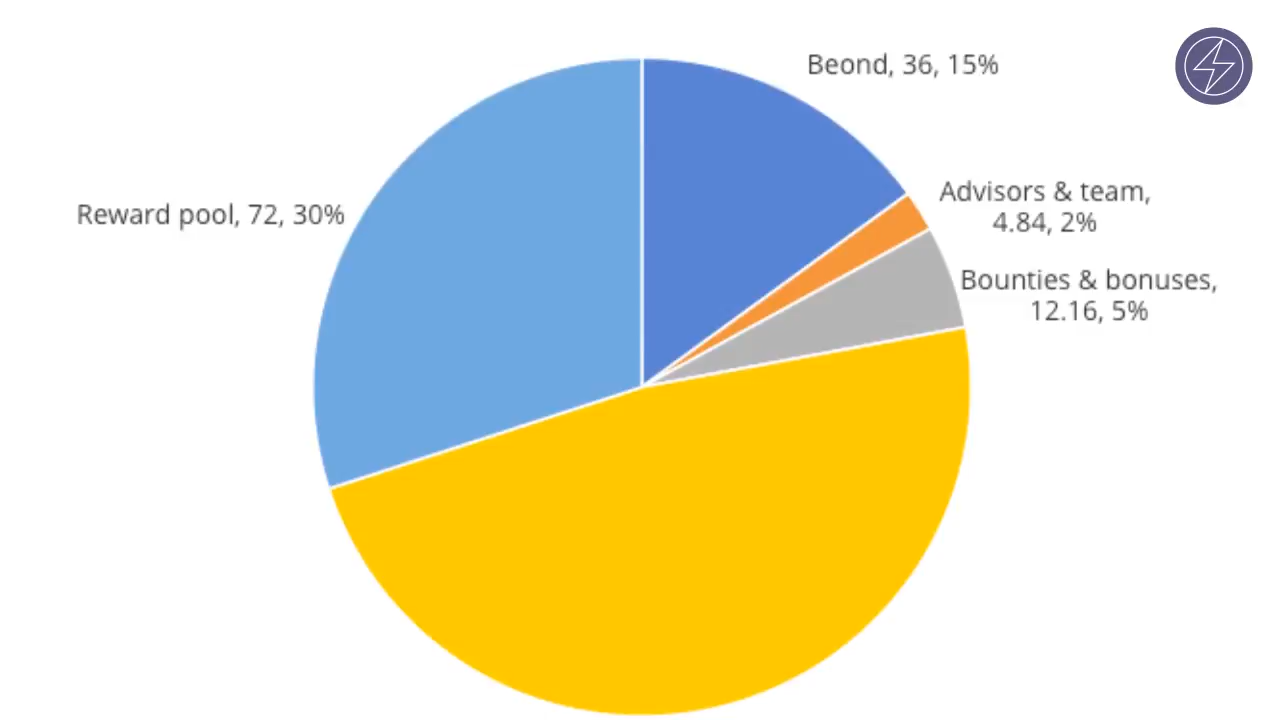 Beond, 36, 15%
Advisors & team,
4.84, 2%
Reward pool, 72, 30%
Bounties & bonuses,
12.16, 5%